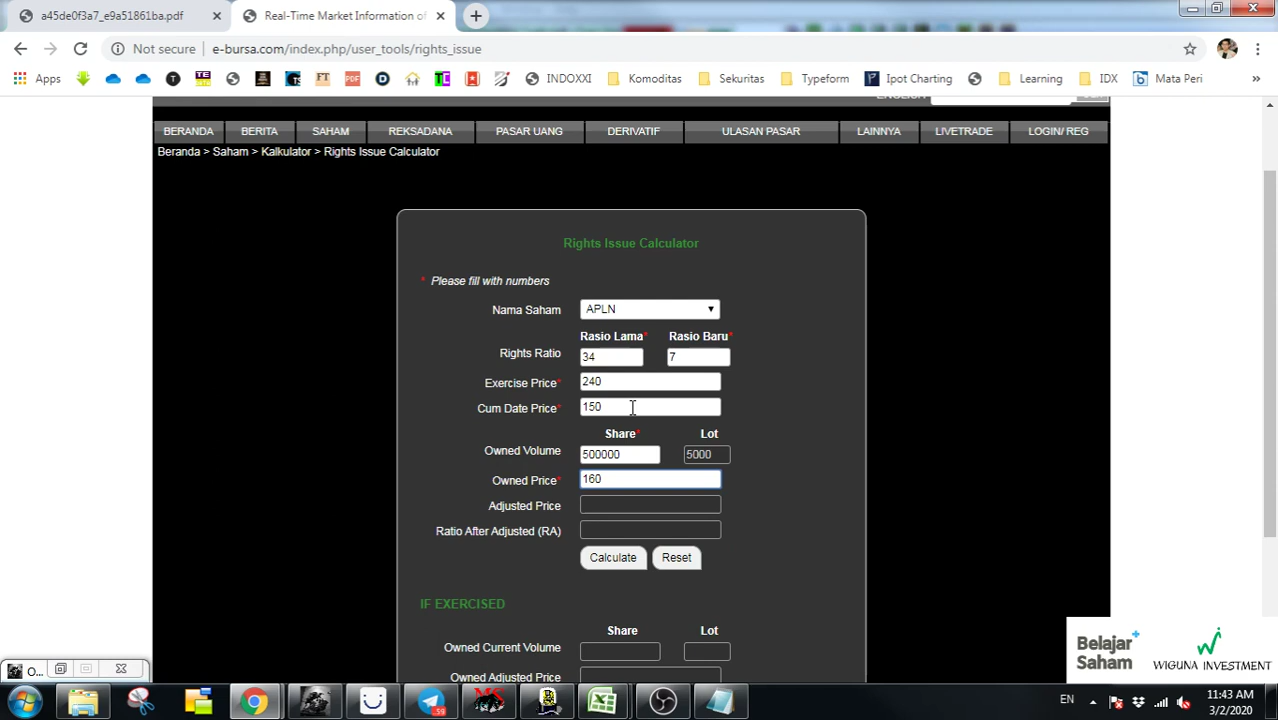 a45de0f3a7_e9a51861ba.pdf
Real-Time Market Information of
Not secure
e-bursa.com/index.php/user_tools/rights_issue
Apps
INDOXXI
Komoditas
Sekuritas
Typeform
Ipot Charting
Learning
IDX
Mata Peri
BERANDA
BERITA
SAHAM
REKSADANA
PASAR UANG
DERIVATIF
ULASAN PASAR
LAINNYA
LIVETRADE
LOGIN/ REG
Beranda > Saham > Kalkulator > Rights Issue Calculator
Rights Issue Calculator
* Please fill with numbers
Nama Saham
APLN
Rasio Lama*
Rasio Baru*
Rights Ratio
34
7
Exercise Price*
240
Cum Date Price*
150
Share*
Lot
Owned Volume
500000
5000
Owned Price*
160
Adjusted Price
Ratio After Adjusted (RA)
Calculate
Reset
IF EXERCISED
Share
Lot
Owned Current Volume
Owned Adjusted Price
Belajar+
Saham
WIGUNA INVESTMENT
O...
59
EN
11:43 AM
3/2/2020